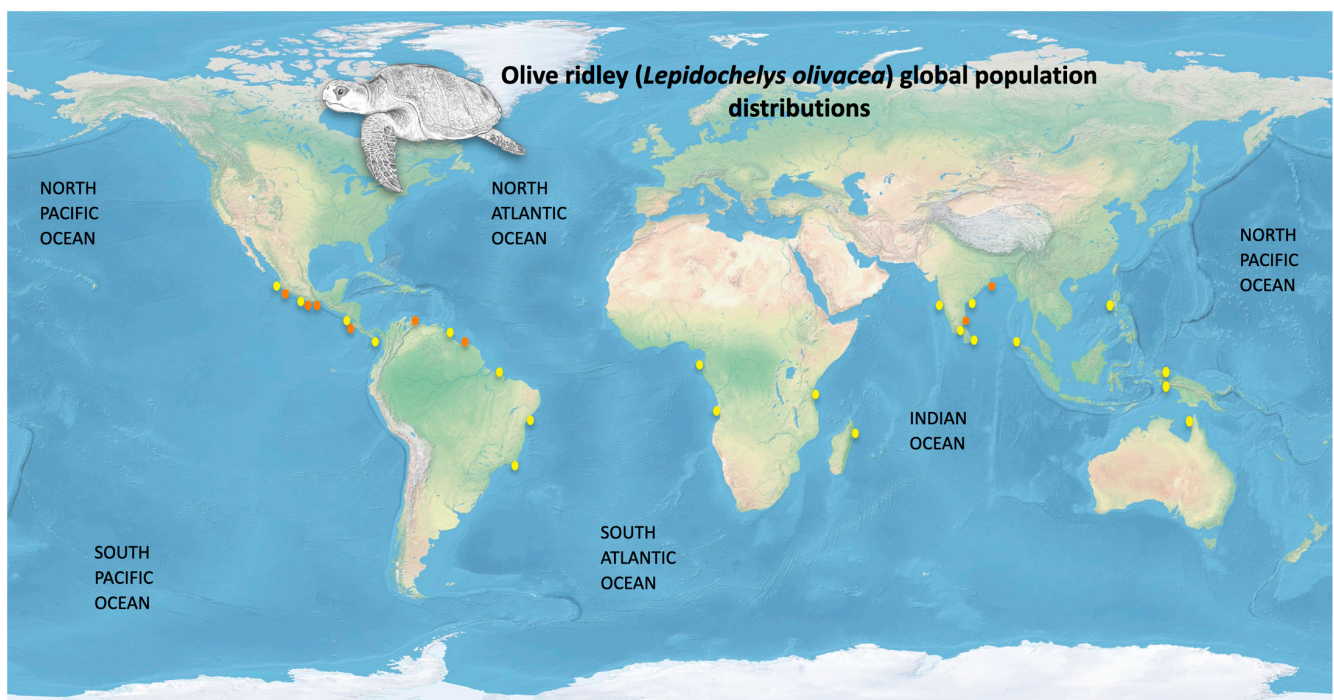 Olive ridley (Lepidochelys olivacea) global population
distributions
NORTH
PACIFIC
OCEAN
NORTH
ATLANTIC
OCEAN
NORTH
PACIFIC
OCEAN
INDIAN
OCEAN
SOUTH
PACIFIC
OCEAN
SOUTH
ATLANTIC
OCEAN